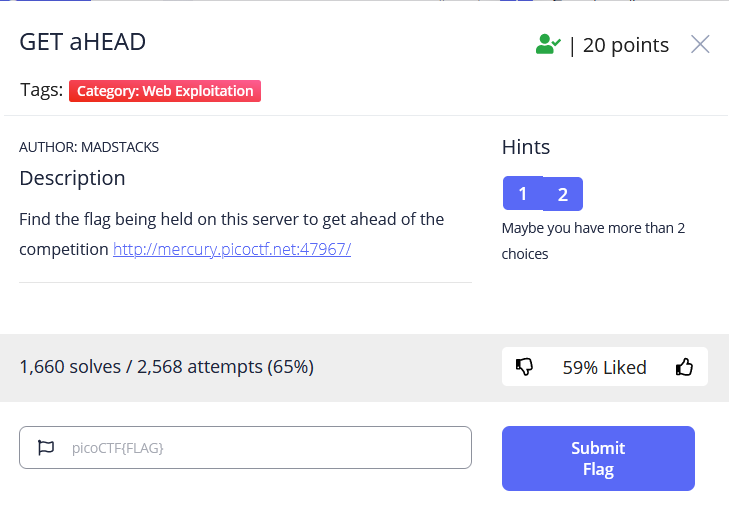 GET aHEAD
| 20 points
Tags: Category: Web Exploitation
AUTHOR: MADSTACKS
Description
Find the flag being held on this server to get ahead of the
competition http://mercury.picoctf.net:47967/
Hints
1 2
Maybe you have more than 2
choices
1,660 solves / 2,568 attempts (65%)
59% Liked
picoCTF{FLAG}
Submit
Flag